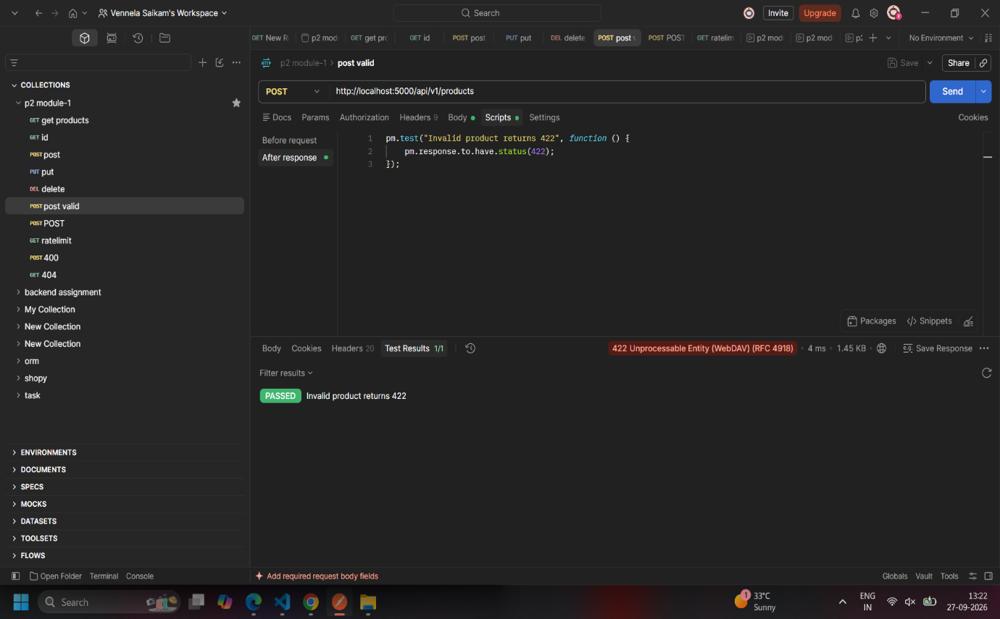 Vennela Saikam's Workspace
Search
Invite
Upgrade
GET New R
p2 mod
GET get pro
GET id
POST post
PUT put
DEL delete
POST post v
POST POST
GET ratelim
p2 mod
p2 mod
p2
No Environment
HTTP p2 module-1 > post valid
Save
Share
COLLECTIONS
p2 module-1
GET get products
GET id
POST post
PUT put
DEL delete
POST post valid
POST POST
GET ratelimit
POST 400
GET 404
backend assignment
My Collection
New Collection
New Collection
orm
shopy
task
ENVIRONMENTS
DOCUMENTS
SPECS
MOCKS
DATASETS
TOOLSETS
FLOWS
POST
http://localhost:5000/api/v1/products
Send
Docs Params Authorization Headers 9 Body Scripts Settings
Cookies
Before request
After response
1 pm.test("Invalid product returns 422", function () {
2 pm.response.to.have.status(422);
3 });
Packages
Snippets
Body Cookies Headers 20 Test Results 1/1
422 Unprocessable Entity (WebDAV) (RFC 4918)
4 ms
1.45 KB
e.g. Save Response
Filter results
PASSED Invalid product returns 422
Open Folder Terminal Console
Add required request body fields
Globals Vault Tools
Search
1
33°C
Sunny
ENG
IN
13:22
27-09-2026